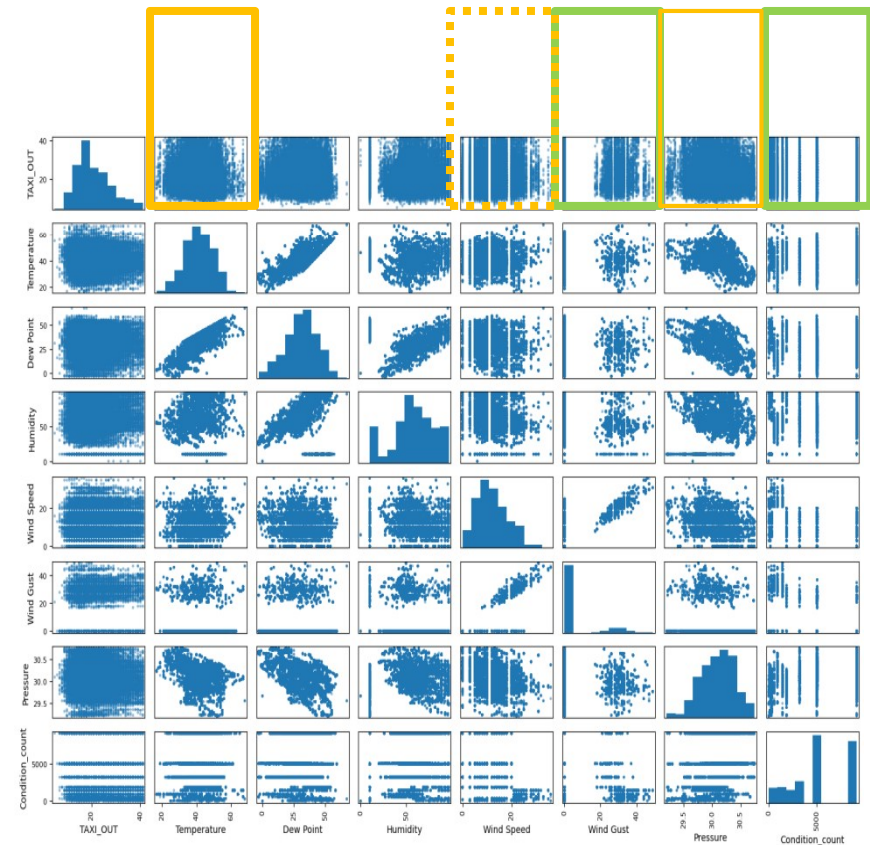 TAXI_OUT
40
20
Temperature
60
40
20
Dew Point
50
25
0
Humidity
50
0
Wind Speed
20
0
Wind Gust
40
20
0
Pressure
30.5
30.0
29.5
Condition_count
5000
0
20 40 20 40 60 0 25 50 50 0 20 0 20 40 29.5 30.0 30.5 0 5000
TAXI_OUT Temperature Dew Point Humidity Wind Speed Wind Gust Pressure Condition_count